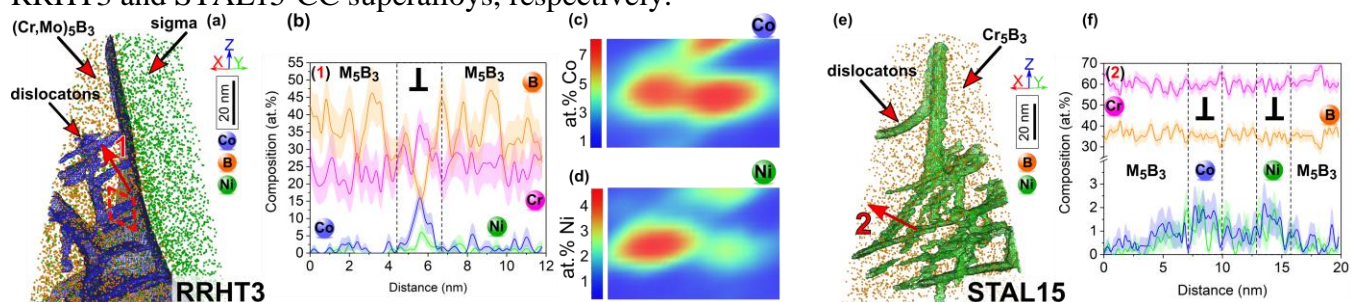 RRHT3 and STAL15-CC superalloys, respectively.
(Cr,Mo)5B3
sigma
(a)
dislocatons
1
X Y Z
20 nm
Co
B
Ni
RRHT3
(b)
(1) M5B3 ⊥ M5B3
B
Cr
Co
Ni
Composition (at.%)
55
50
45
40
35
30
25
20
15
10
5
0
0 2 4 6 8 10 12
Distance (nm)
(c)
Co
at.% Co
7
5
3
1
(d)
Ni
at.% Ni
4
3
2
1
(e)
Cr5B3
dislocatons
X Y Z
20 nm
Co
B
Ni
2
STAL15
(f)
(2)
Cr
B
⊥ ⊥
M5B3 Co Ni M5B3
Composition (at.%)
70
60
50
40
30
3
2
1
0
0 5 10 15 20
Distance (nm)